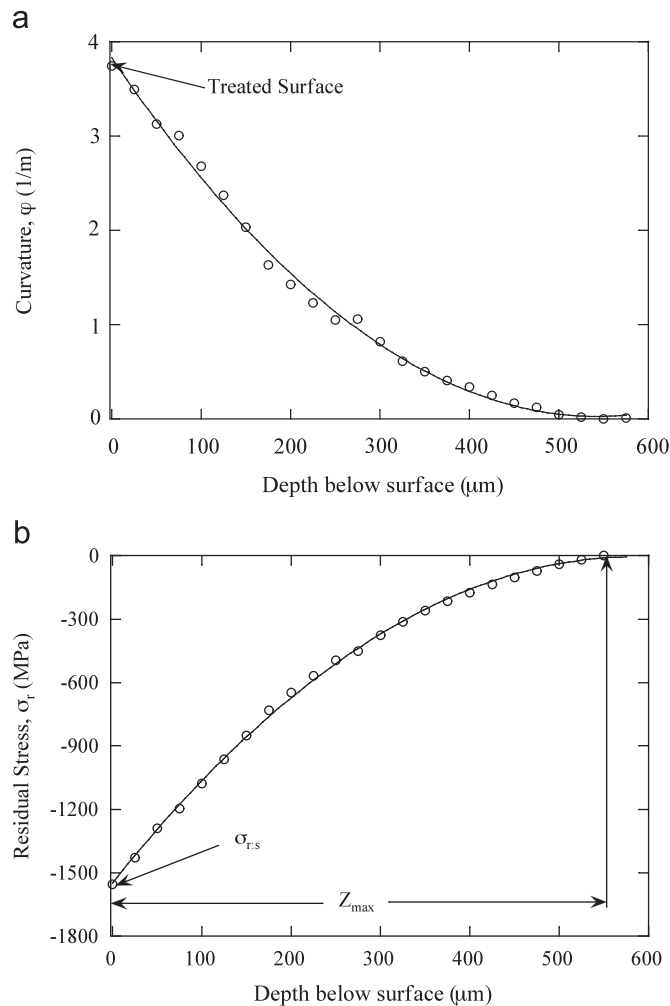 a
4
Treated Surface
3
Curvature, φ (1/m)
2
1
0
0 100 200 300 400 500 600
Depth below surface (μm)
b
0
-300
Residual Stress, σr (MPa)
-600
-900
-1200
σr:s
-1500
Zmax
-1800
0 100 200 300 400 500 600
Depth below surface (μm)